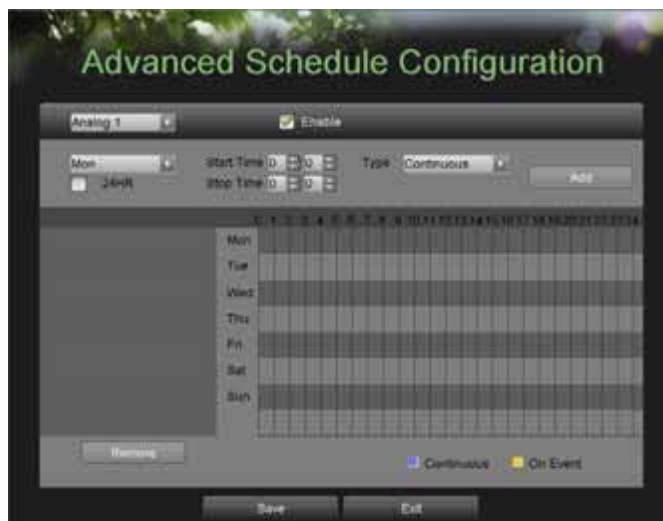 Advanced Schedule Configuration
Analog 1 Enable
Mon Start Time 0 : 0 Type Continuous Add
24HR Stop Time 0 : 0
0 1 2 3 4 5 6 7 8 9 10 11 12 13 14 15 16 17 18 19 20 21 22 23 24
Mon
Tue
Wed
Thu
Fri
Sat
Sun
Remove
Continuous On Event
Save Exit